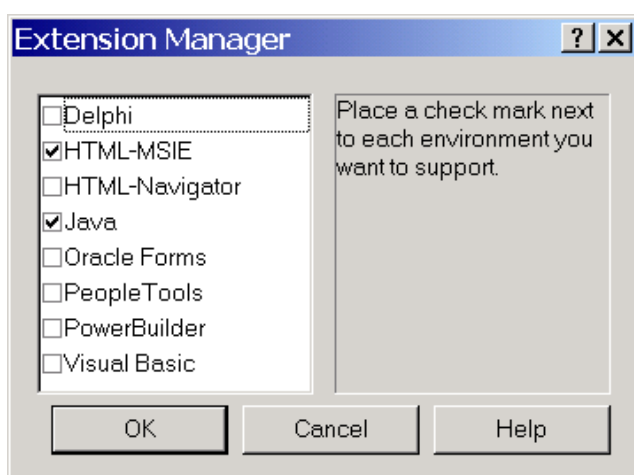 Extension Manager
Delphi
HTML-MSIE
HTML-Navigator
Java
Oracle Forms
PeopleTools
PowerBuilder
Visual Basic
Place a check mark next
to each environment you
want to support.
OK
Cancel
Help